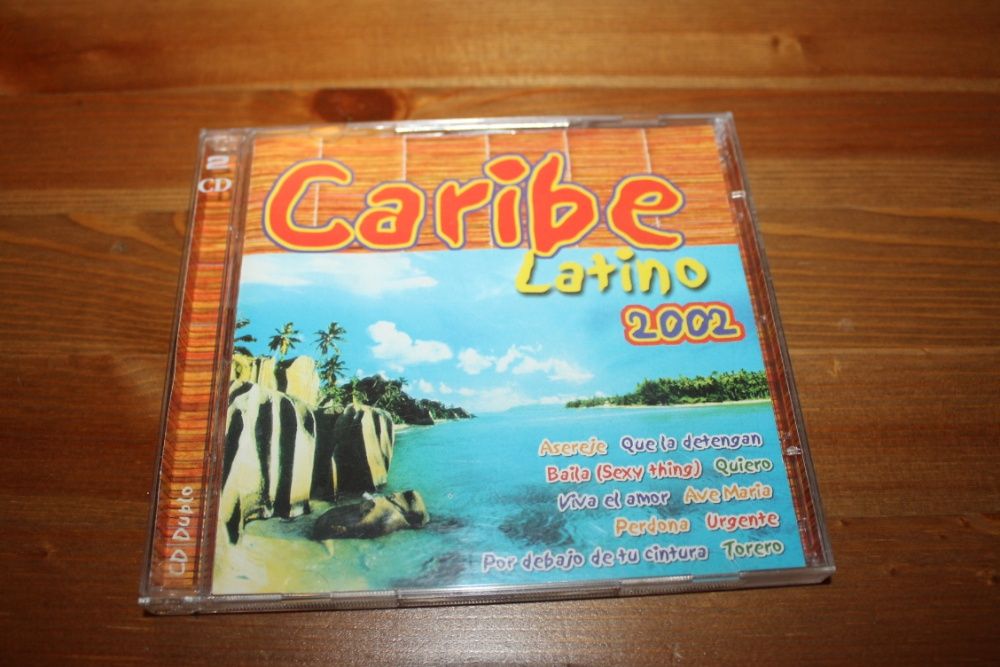 2
CD
Caribe
Latino
2002
Asereje Que la detengan
Baila (Sexy thing) Quiero
Viva el amor Ave Maria
Perdona Urgente
Por debajo de tu cintura Torero
CD Duplo